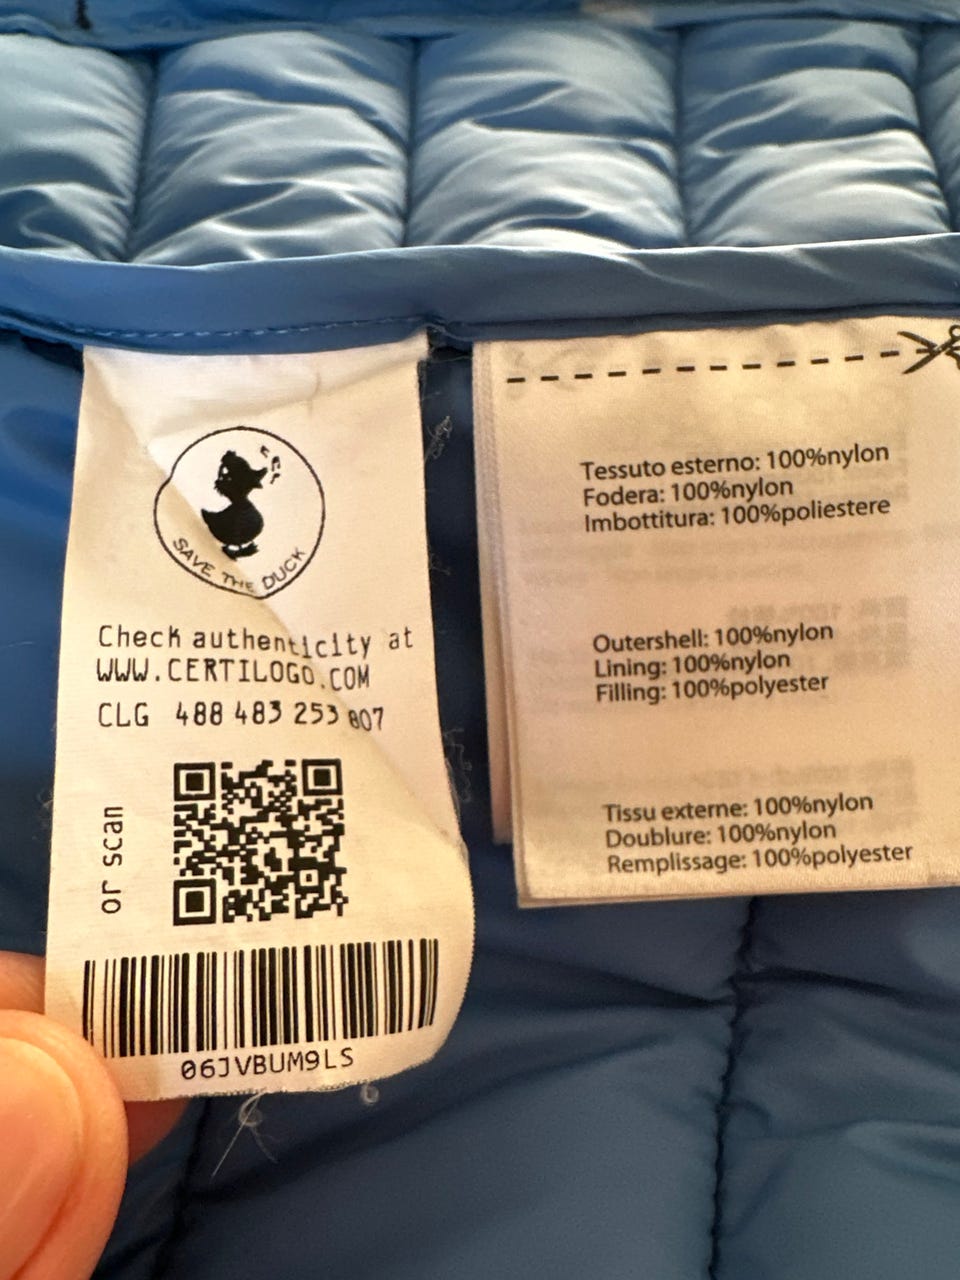 SAVE THE DUCK
Check authenticity at
WWW.CERTILOGO.COM
CLG 488 483 253 807
or scan
06JVBUM9LS
Tessuto esterno: 100%nylon
Fodera: 100%nylon
Imbottitura: 100%poliestere
Outershell: 100%nylon
Lining: 100%nylon
Filling: 100%polyester
Tissu externe: 100%nylon
Doublure: 100%nylon
Remplissage: 100%polyester